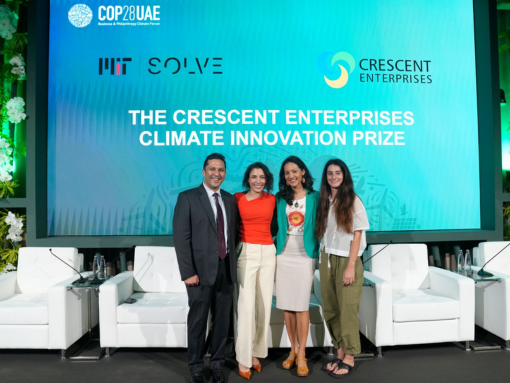 COP28UAE
Business & Philanthropy Climate Forum
MIT SOLVE
CRESCENT
ENTERPRISES
THE CRESCENT ENTERPRISES
CLIMATE INNOVATION PRIZE